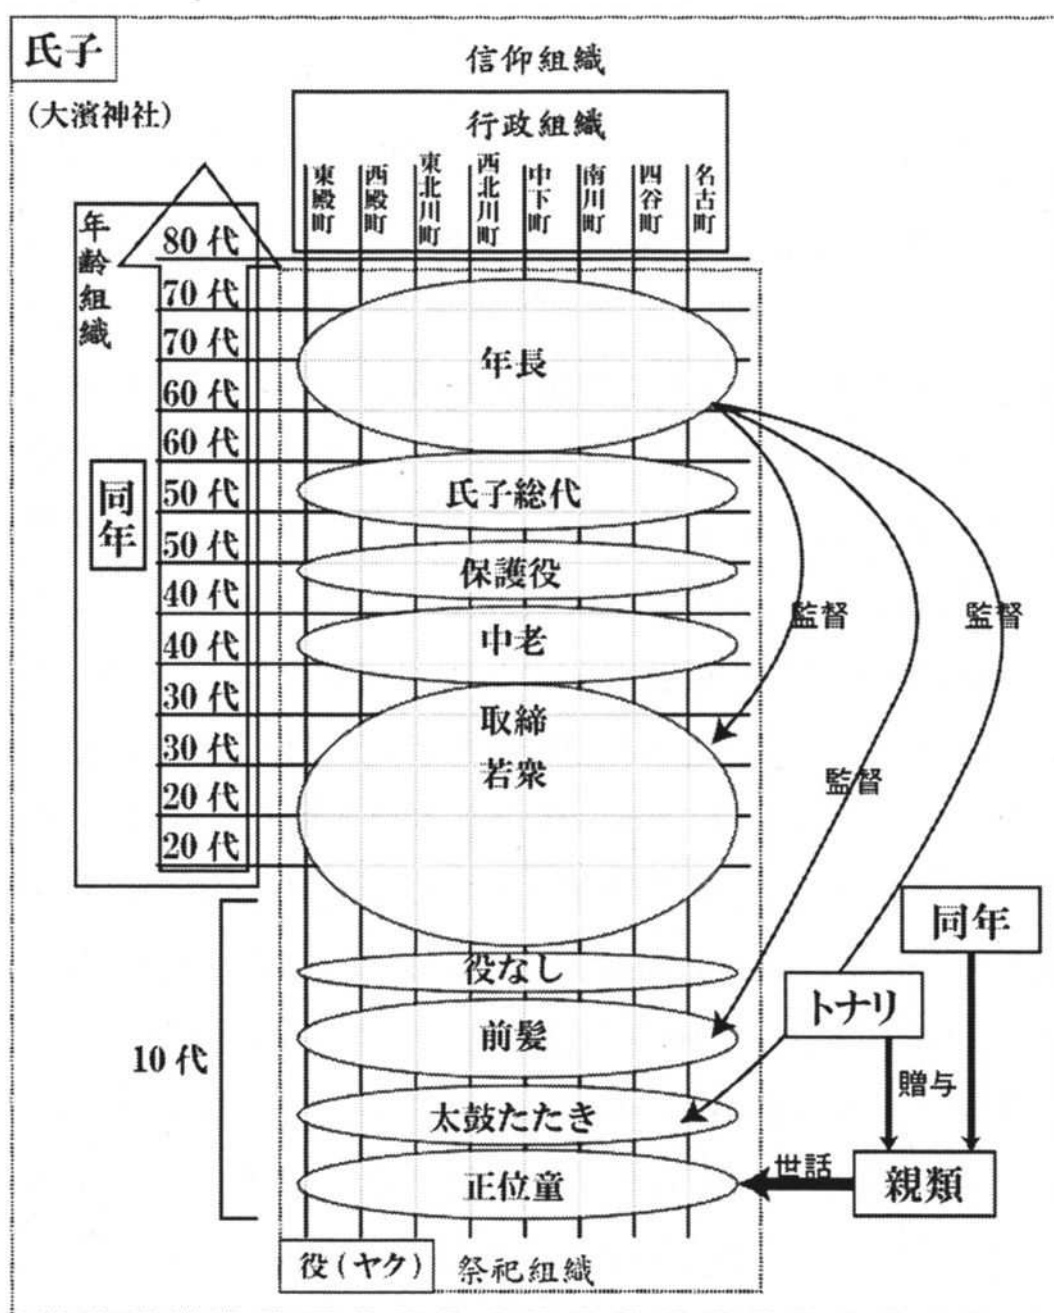 氏子
(大濱神社)
信仰組織
行政組織
東殿町
西殿町
東北川町
西北川町
中下町
南川町
四谷町
名古町
年齢組織
80代
70代
70代
60代
60代
50代
50代
40代
40代
30代
30代
20代
20代
同年
年長
氏子総代
保護役
中老
取締
若衆
役なし
前髪
太鼓たたき
正位童
10代
監督
監督
監督
同年
トナリ
贈与
世話
親類
役(ヤク)
祭祀組織